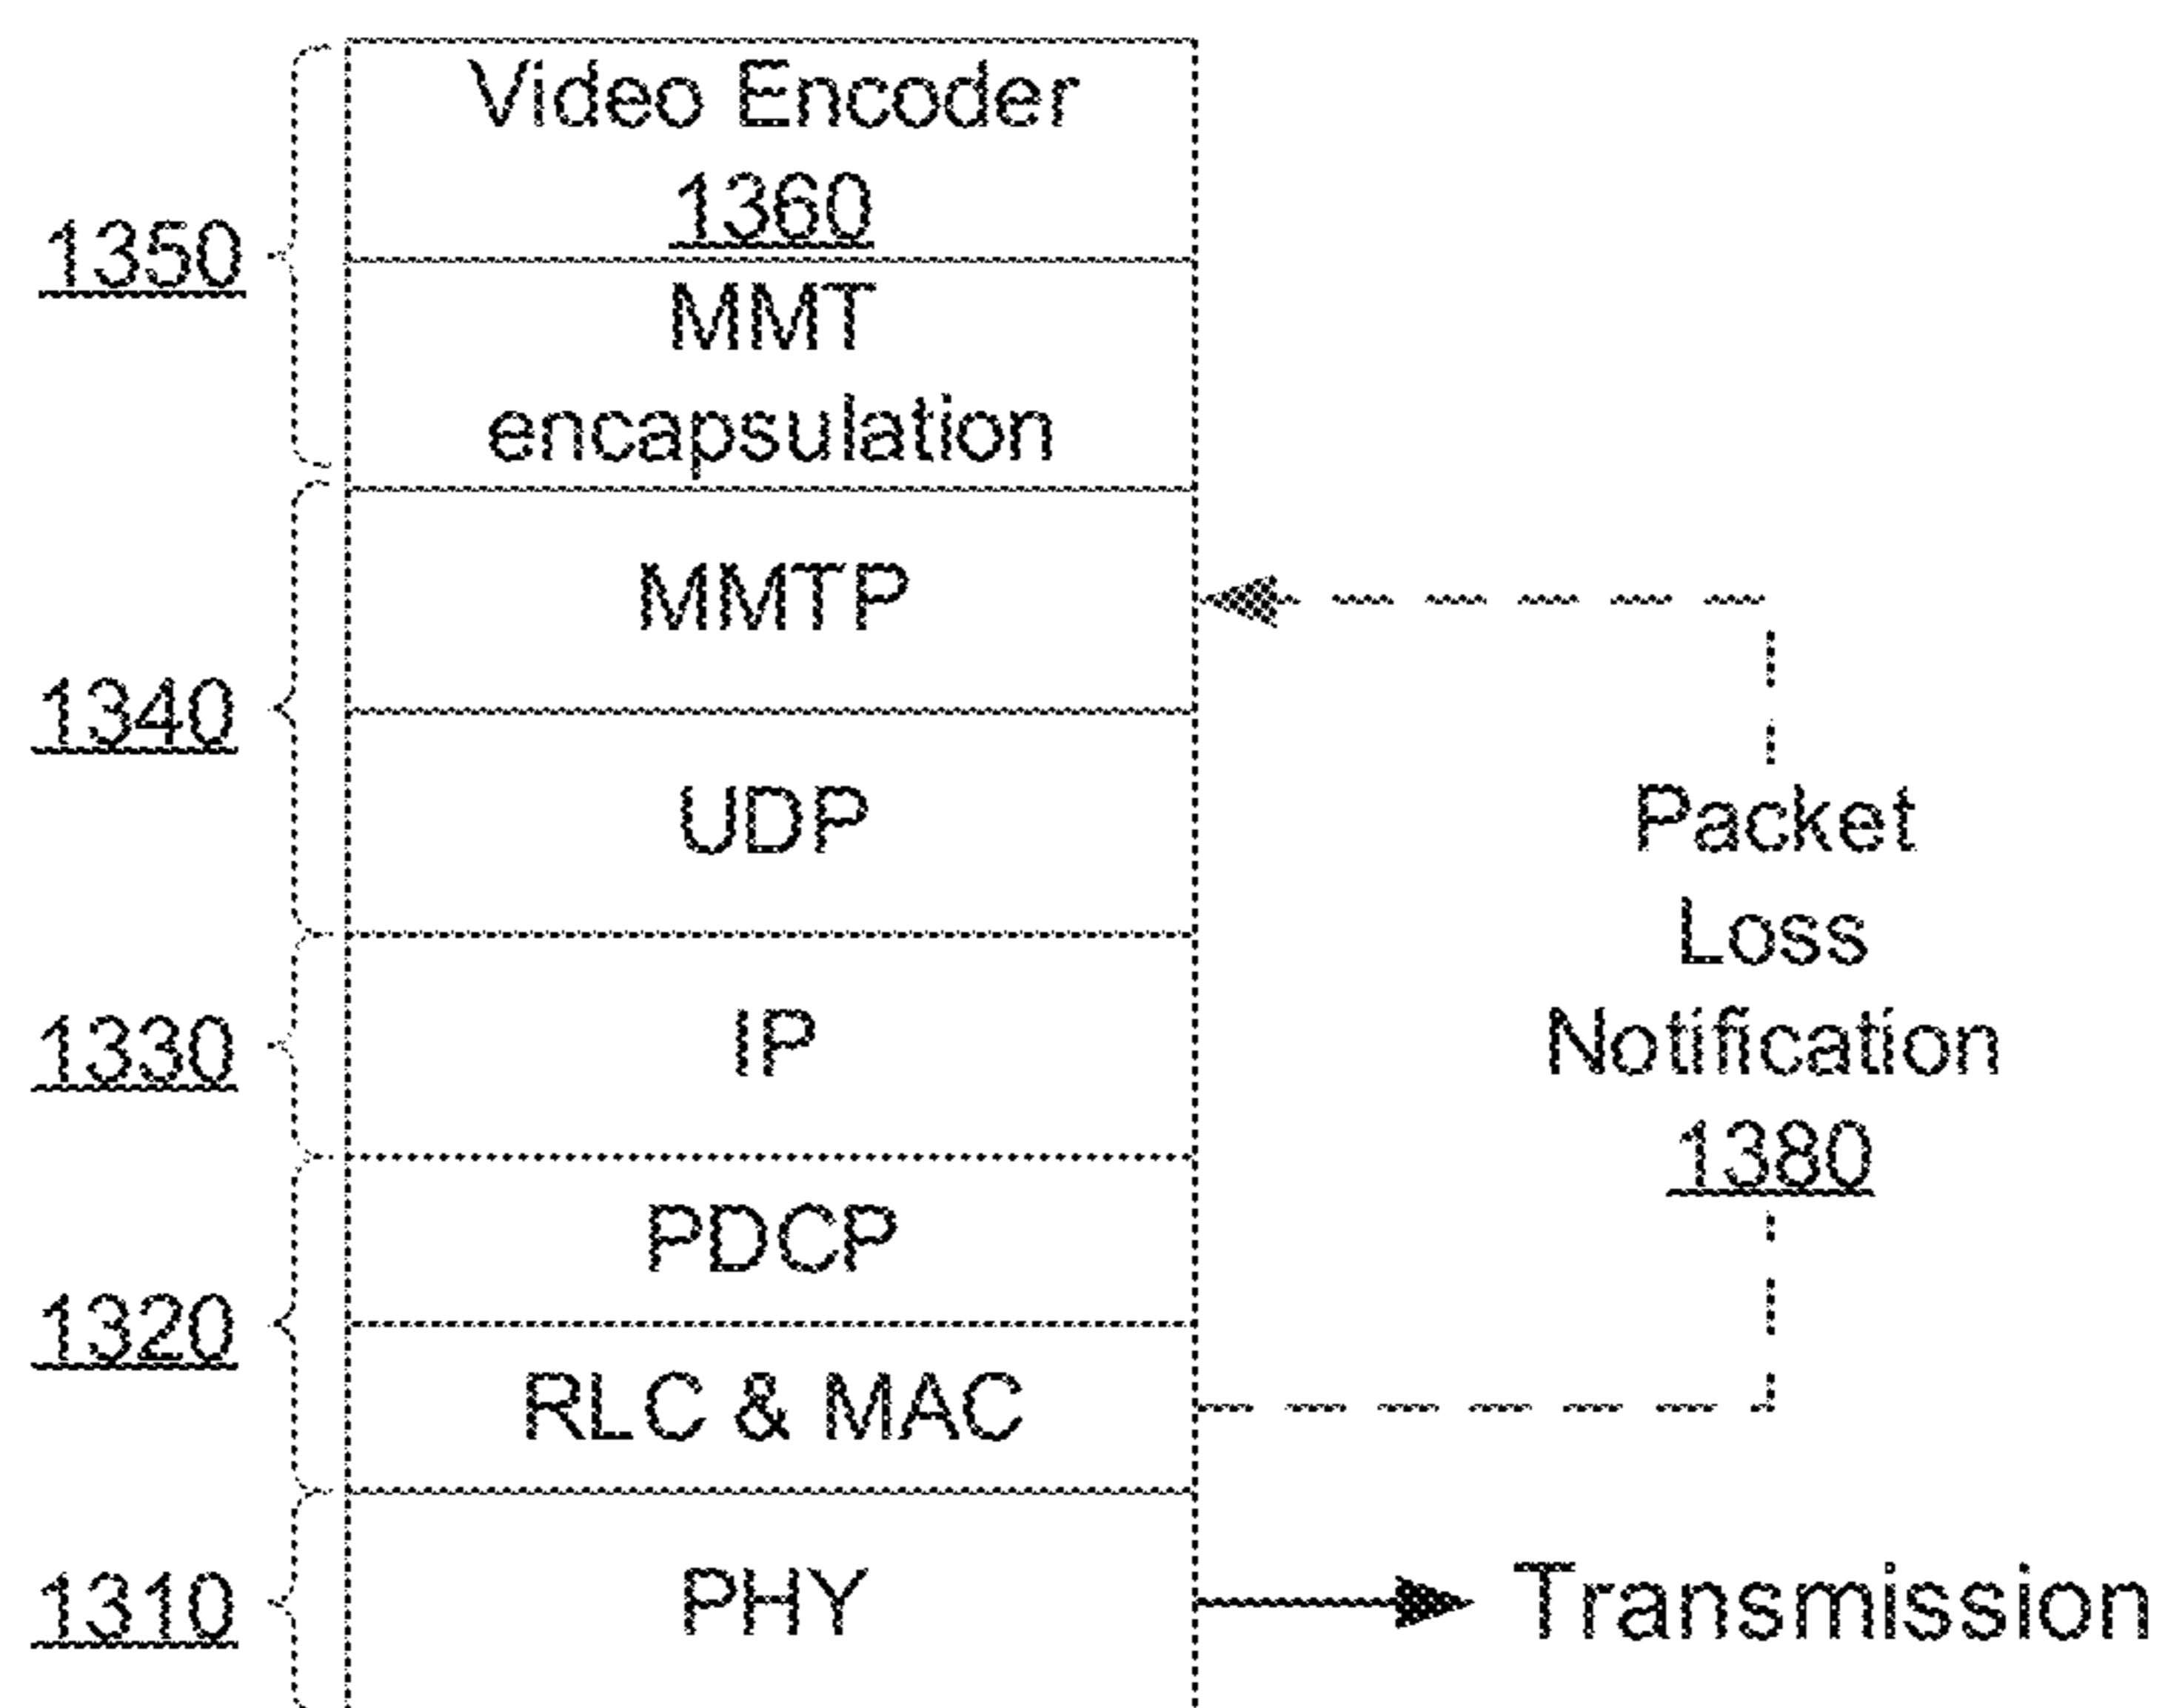 Video Encoder
1360
1350
MMT
encapsulation
MMTP
1340
UDP
Packet
Loss
Notification
1380
1330
IP
PDCP
1320
RLC & MAC
1310
PHY
Transmission